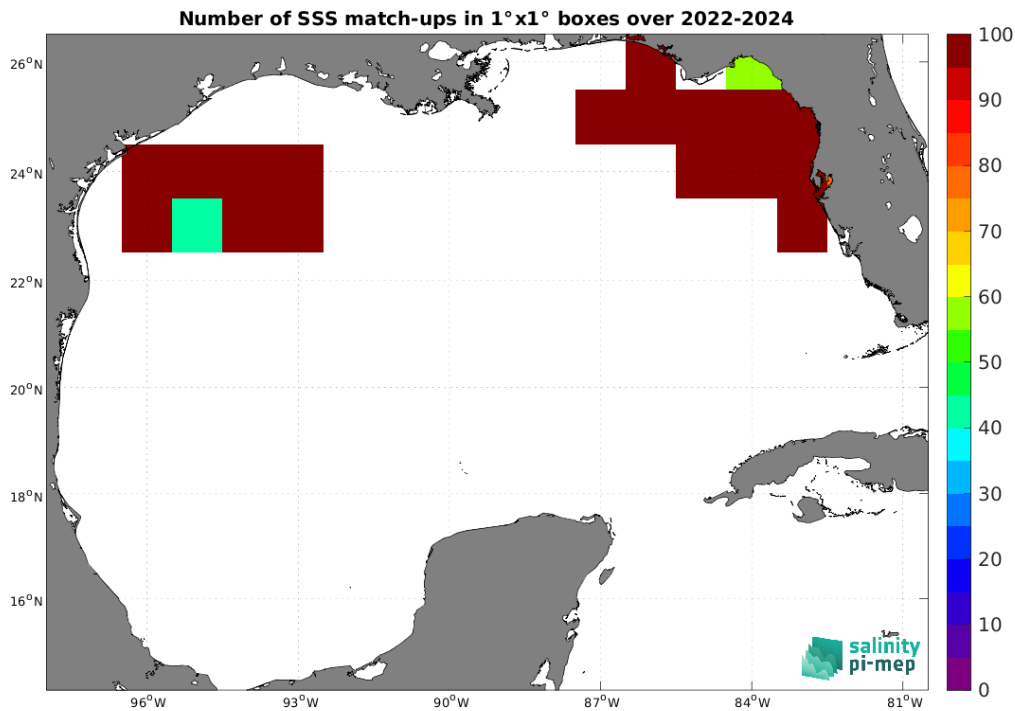 Number of SSS match-ups in 1°x1° boxes over 2022-2024
26°N
24°N
22°N
20°N
18°N
16°N
96°W
93°W
90°W
87°W
84°W
81°W
100
90
80
70
60
50
40
30
20
10
0
salinity
pi-mep